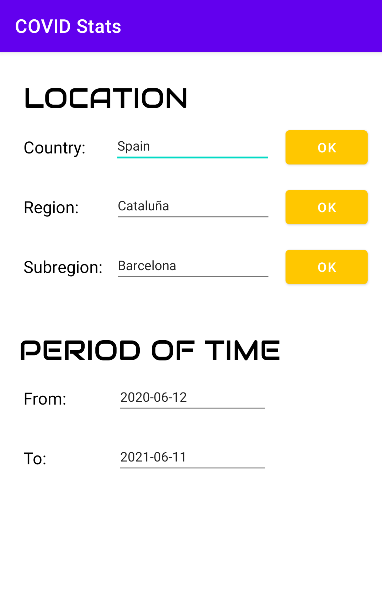 COVID Stats
LOCATION
Country: Spain OK
Region: Cataluña OK
Subregion: Barcelona OK
PERIOD OF TIME
From: 2020-06-12
To: 2021-06-11